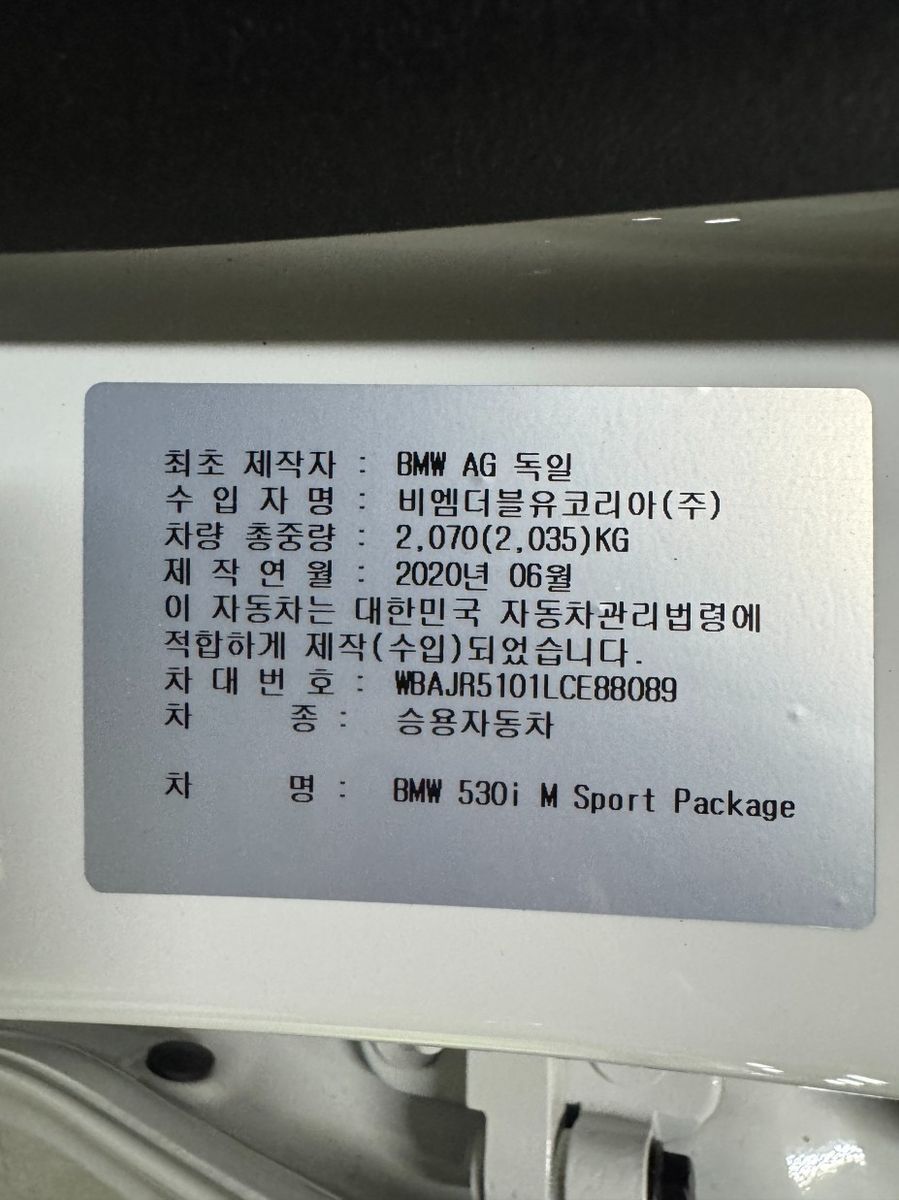 최초 제작자 : BMW AG 독일
수 입 자 명 : 비엠더블유코리아(주)
차량 총중량 : 2,070(2,035)KG
제 작 연 월 : 2020년 06월
이 자동차는 대한민국 자동차관리법령에
적합하게 제작(수입)되었습니다.
차 대 번 호 : WBAJR5101LCE88089
차 종 : 승용자동차
차 명 : BMW 530i M Sport Package